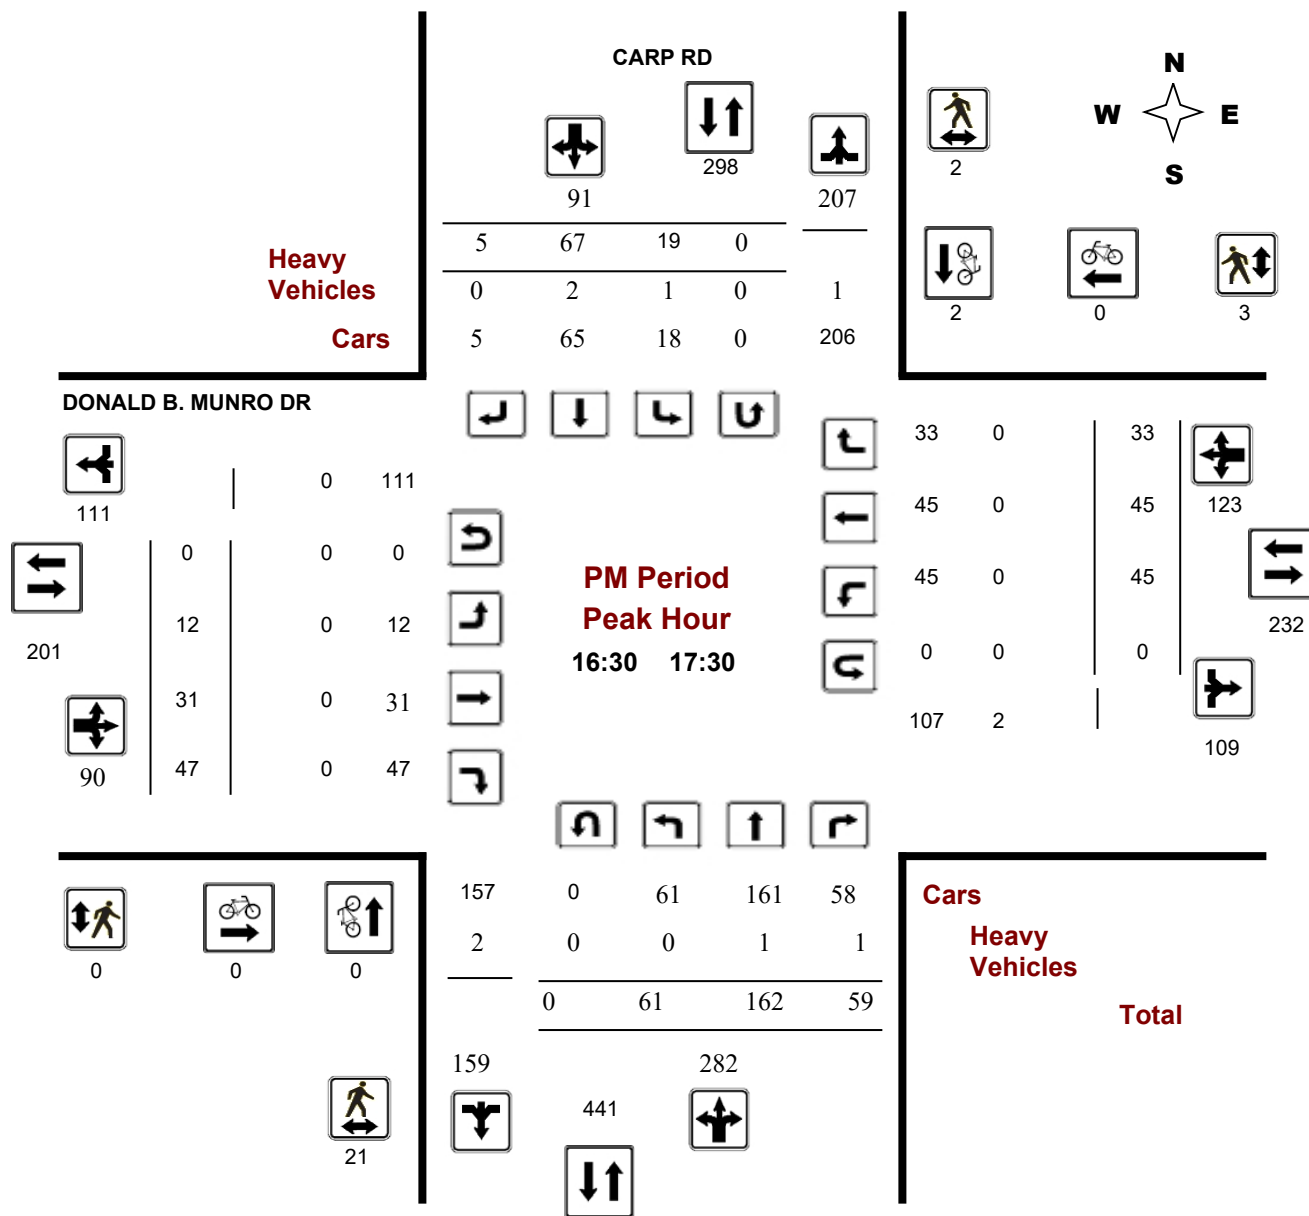 CARP RD
N
W E
S
298
2
91 207
5 67 19 0
Heavy
Vehicles
0 2 1 0 1
Cars
5 65 18 0 206
2 0 3
DONALD B. MUNRO DR
33 0 33
0 111
111
45 0 45 123
0 0 0
PM Period
45 0 45
Peak Hour
12 0 12
232
201
16:30 17:30
0 0 0
31 0 31
107 2
109
90
47 0 47
157 0 61 161 58
Cars
2 0 0 1 1
Heavy
Vehicles
0 0 0
0 61 162 59
Total
159 282
441
21